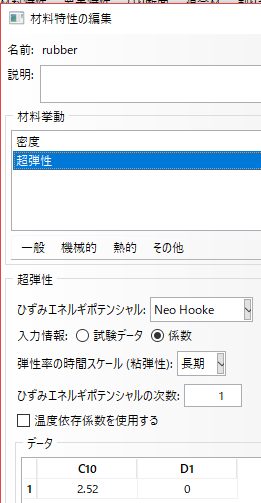 材料特性の編集
名前: rubber
説明:
材料挙動
密度
超弾性
一般 機械的 熱的 その他
超弾性
ひずみエネルギポテンシャル: Neo Hooke
入力情報: 試験データ 係数
弾性率の時間スケール (粘弾性): 長期
ひずみエネルギポテンシャルの次数: 1
温度依存係数を使用する
データ
C10 D1
1 2.52 0